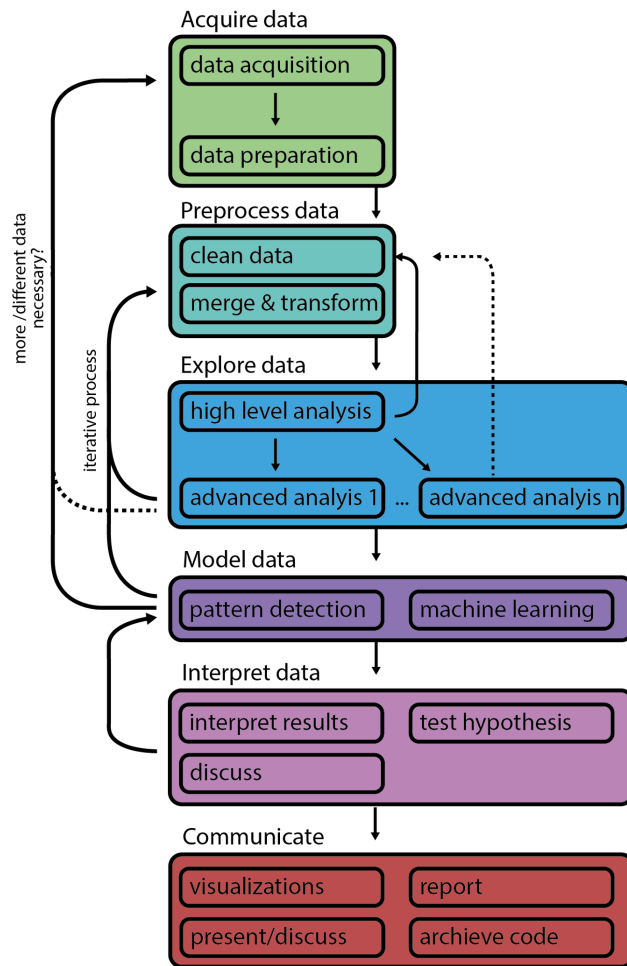 Acquire data
data acquisition
data preparation
Preprocess data
clean data
merge & transform
more /different data
necessary?
iterative process
Explore data
high level analysis
advanced analyis 1
...
advanced analyis n
Model data
pattern detection
machine learning
Interpret data
interpret results
test hypothesis
discuss
Communicate
visualizations
report
present/discuss
archieve code